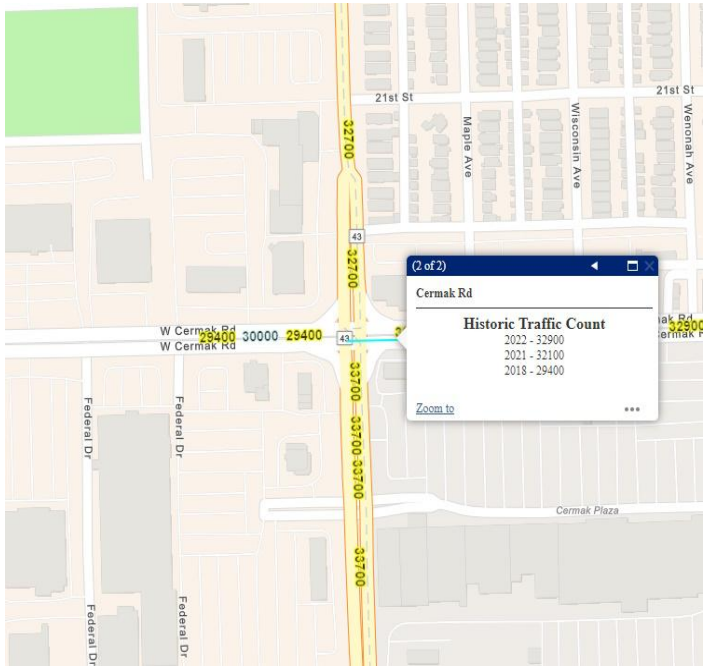 21st St
21st St
Maple Ave
Wisconsin Ave
Wenonah Ave
32700
43
32700
(2 of 2)
Cermak Rd
Historic Traffic Count
2022 - 32900
2021 - 32100
2018 - 29400
Zoom to
W Cermak Rd
29400 30000 29400
43
W Cermak Rd
Rd
32900
Rd
33700
33700
33700
33700
Federal Dr
Federal Dr
Cermak Plaza
Federal Dr
Federal Dr